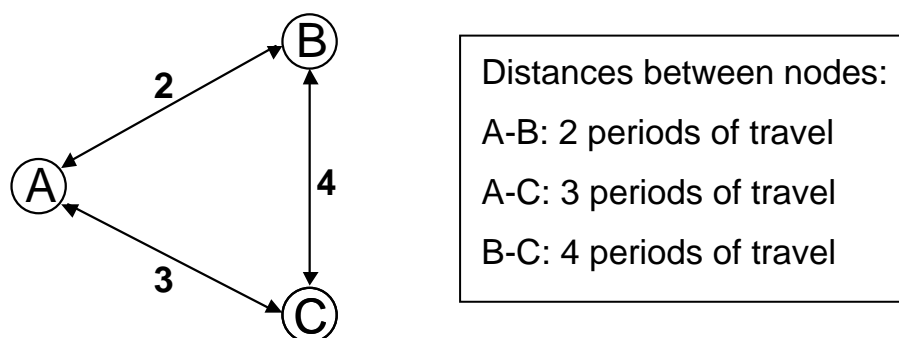 B
2
A
4
3
C
Distances between nodes:
A-B: 2 periods of travel
A-C: 3 periods of travel
B-C: 4 periods of travel